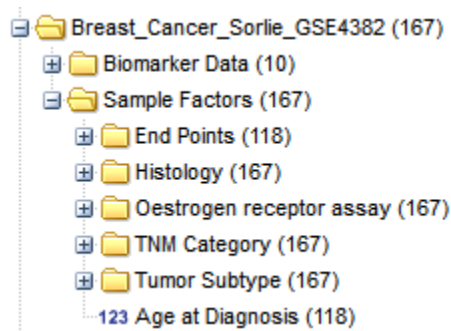 Breast_Cancer_Sorlie_GSE4382 (167)
Biomarker Data (10)
Sample Factors (167)
End Points (118)
Histology (167)
Oestrogen receptor assay (167)
TNM Category (167)
Tumor Subtype (167)
123 Age at Diagnosis (118)